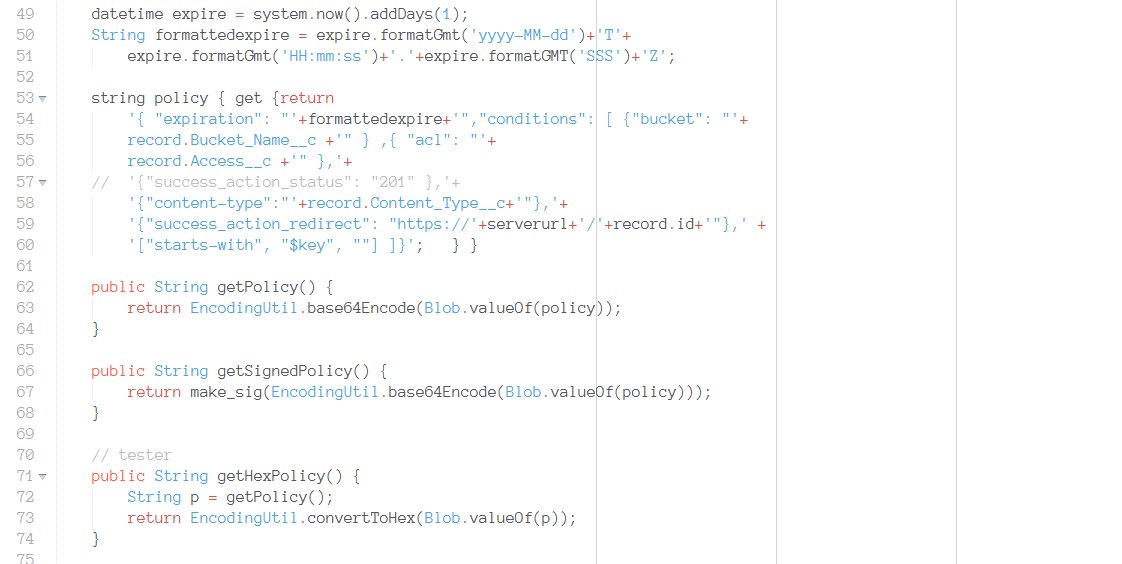 49 datetime expire = system.now().addDays(1);
50 String formattedexpire = expire.formatGmt('yyyy-MM-dd')+'T'+
51 expire.formatGmt('HH:mm:ss')+'.'+expire.formatGMT('SSS')+'Z';
52
53 string policy { get {return
54 '{ "expiration": "'+formattedexpire+'","conditions": [ {"bucket": "'+
55 record.Bucket_Name__c +'" } ,{ "acl": "'+
56 record.Access__c +'" },'+
57 // '{"success_action_status": "201" },'+
58 '{"content-type":"'+record.Content_Type__c+'"},'+
59 '{"success_action_redirect": "https://'+serverurl+'/'+record.id+'"},' +
60 '["starts-with", "$key", ""] ]}'; } }
61
62 public String getPolicy() {
63 return EncodingUtil.base64Encode(Blob.valueOf(policy));
64 }
65
66 public String getSignedPolicy() {
67 return make_sig(EncodingUtil.base64Encode(Blob.valueOf(policy)));
68 }
69
70 // tester
71 public String getHexPolicy() {
72 String p = getPolicy();
73 return EncodingUtil.convertToHex(Blob.valueOf(p));
74 }
75